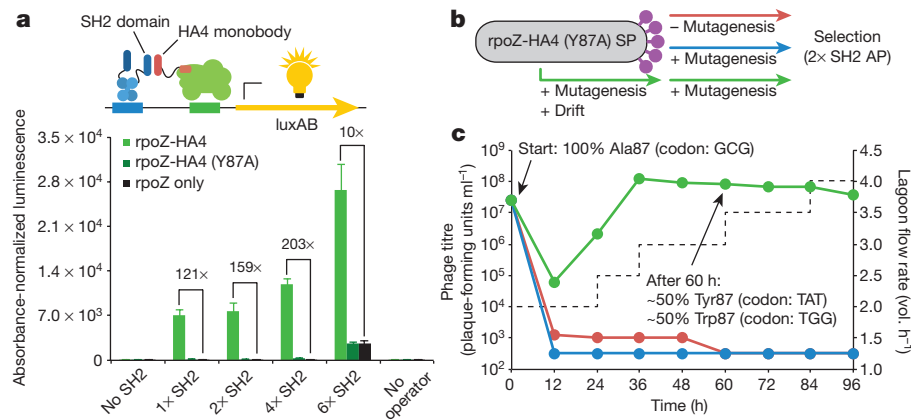 a
SH2 domain
HA4 monobody
luxAB
Absorbance-normalized luminescence
3.5 × 10⁴
2.8 × 10⁴
2.1 × 10⁴
1.4 × 10⁴
7.0 × 10³
0
rpoZ-HA4
rpoZ-HA4 (Y87A)
rpoZ only
121×
159×
203×
10×
No SH2
1× SH2
2× SH2
4× SH2
6× SH2
No operator
b
rpoZ-HA4 (Y87A) SP
– Mutagenesis
+ Mutagenesis
+ Mutagenesis
+ Drift
+ Mutagenesis
Selection
(2× SH2 AP)
c
Phage titre
(plaque-forming units ml⁻¹)
10⁹
10⁸
10⁷
10⁶
10⁵
10⁴
10³
10²
Start: 100% Ala87 (codon: GCG)
After 60 h:
~50% Tyr87 (codon: TAT)
~50% Trp87 (codon: TGG)
4.5
4.0
3.5
3.0
2.5
2.0
1.5
1.0
Lagoon flow rate (vol. h⁻¹)
0 12 24 36 48 60 72 84 96
Time (h)